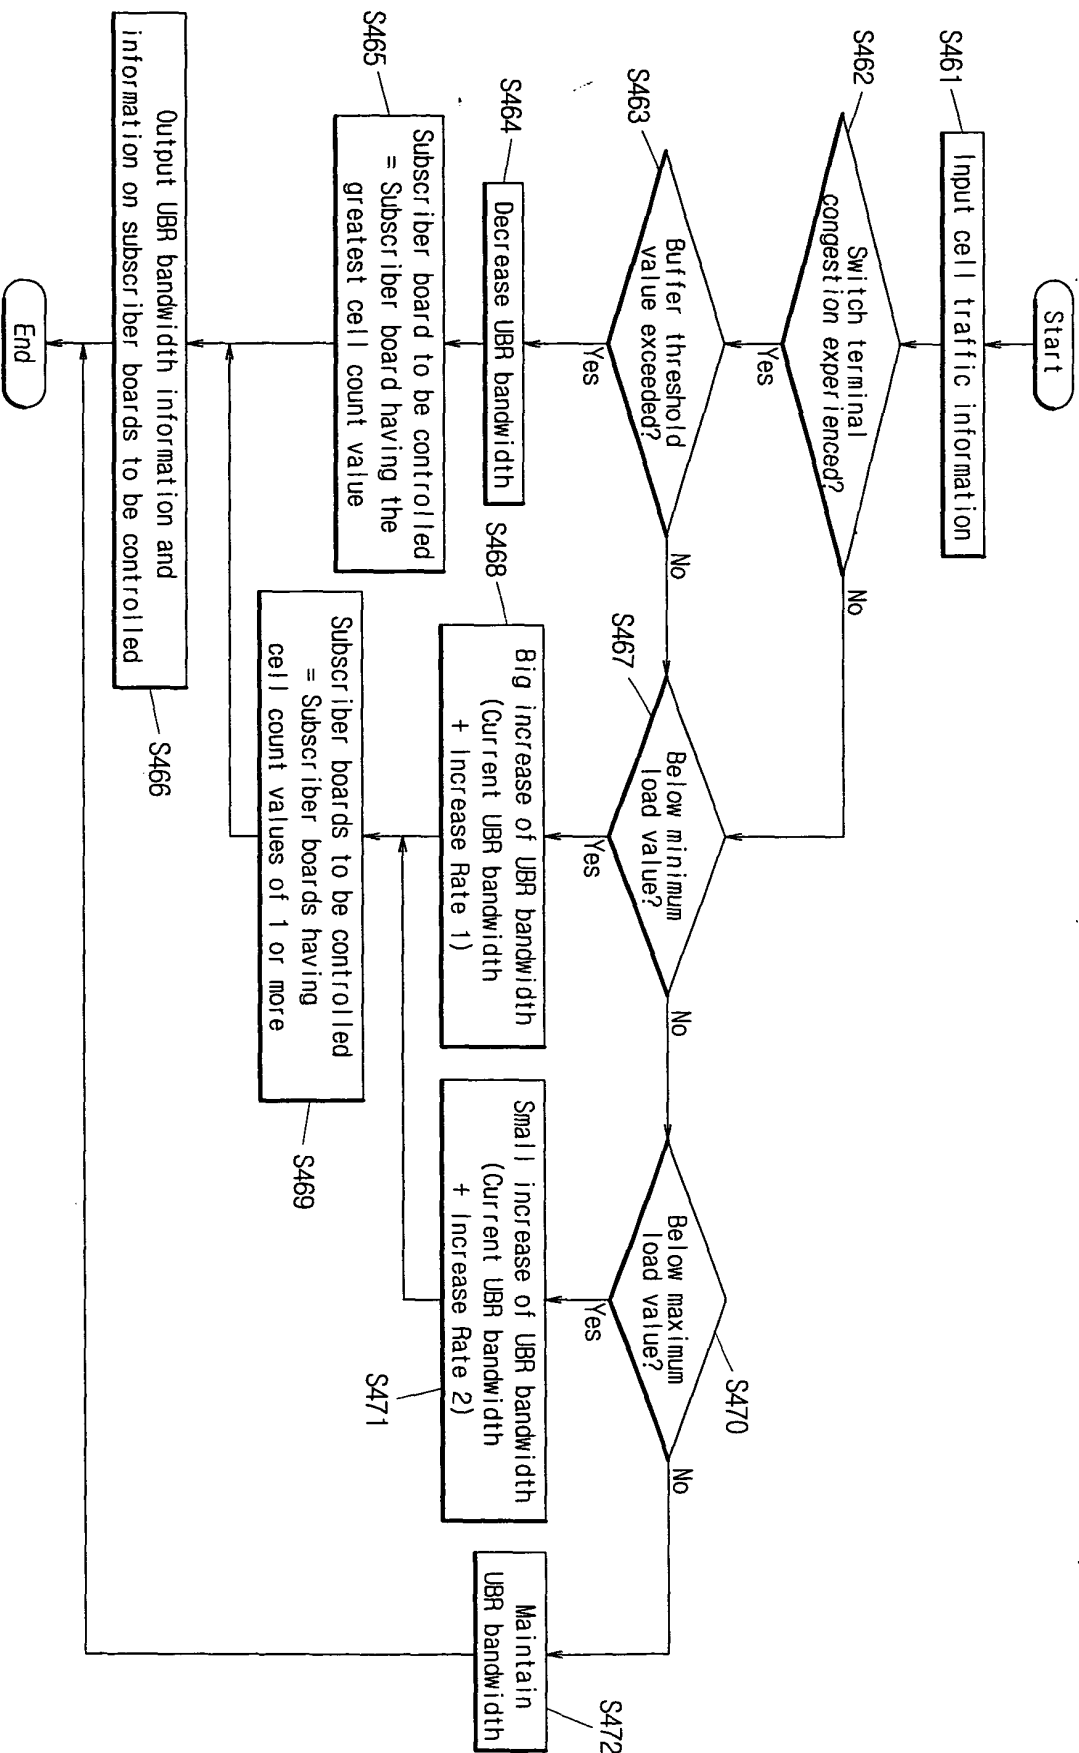 Start
S461
Input cell traffic information
S462
Switch terminal
congestion experienced?
Yes
No
S463
Buffer threshold
value exceeded?
Yes
No
S467
Below minimum
load value?
Yes
No
S470
Below maximum
load value?
Yes
No
S464
Decrease UBR bandwidth
S468
Big increase of UBR bandwidth
(Current UBR bandwidth
+ Increase Rate 1)
Small increase of UBR bandwidth
(Current UBR bandwidth
+ Increase Rate 2)
S471
Maintain
UBR bandwidth
S472
S465
Subscriber board to be controlled
= Subscriber board having the
greatest cell count value
Subscriber boards to be controlled
= Subscriber boards having
cell count values of 1 or more
S469
Output UBR bandwidth information and
information on subscriber boards to be controlled
S466
End